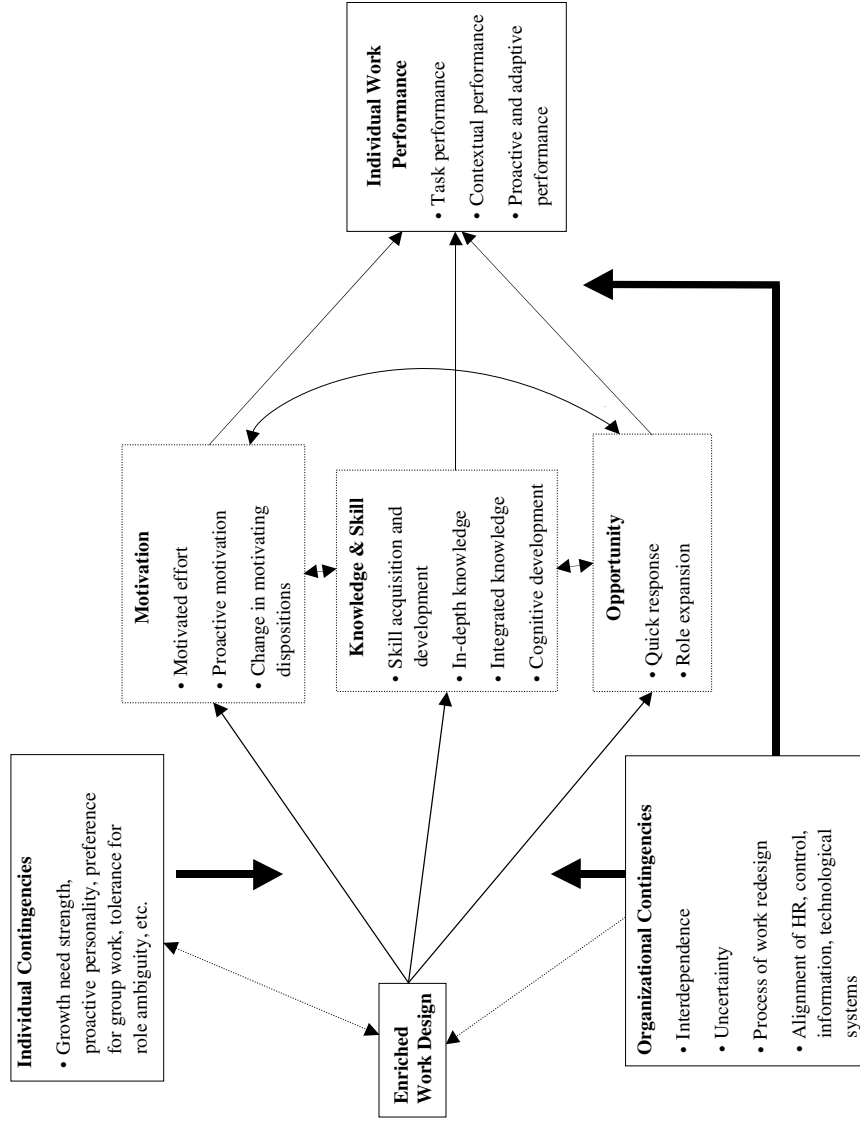 Individual Contingencies
• Growth need strength,
proactive personality, preference
for group work, tolerance for
role ambiguity, etc.
Enriched
Work Design
Organizational Contingencies
• Interdependence
• Uncertainty
• Process of work redesign
• Alignment of HR, control,
information, technological
systems
Motivation
• Motivated effort
• Proactive motivation
• Change in motivating
dispositions
Knowledge & Skill
• Skill acquisition and
development
• In-depth knowledge
• Integrated knowledge
• Cognitive development
Opportunity
• Quick response
• Role expansion
Individual Work
Performance
• Task performance
• Contextual performance
• Proactive and adaptive
performance